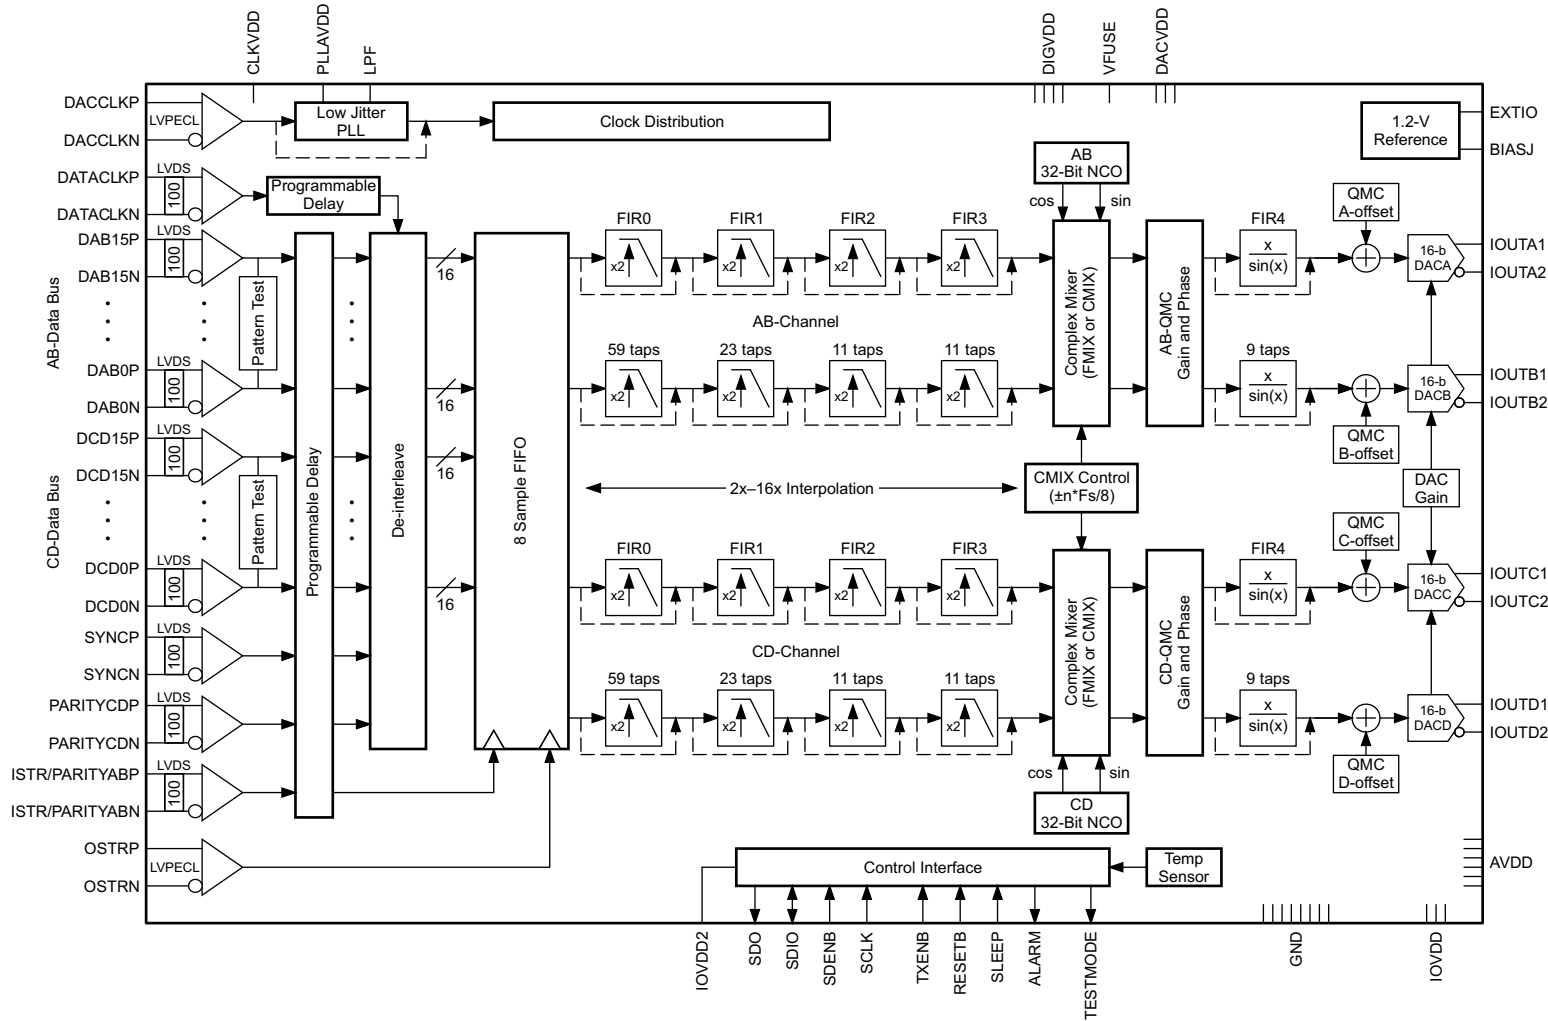 CLKVDD
PLLAVDD
LPF
DIGVDD
VFUSE
DACVDD
DACCLKP
LVPECL
DACCLKN
Low Jitter
PLL
Clock Distribution
1.2-V
Reference
EXTIO
BIASJ
AB
32-Bit NCO
cos
sin
DATACLKP
LVDS
100
DATACLKN
Programmable
Delay
QMC
A-offset
AB-Data Bus
DAB15P
LVDS
100
DAB15N
Pattern Test
DAB0P
LVDS
100
DAB0N
CD-Data Bus
DCD15P
LVDS
100
DCD15N
Pattern Test
DCD0P
LVDS
100
DCD0N
SYNCP
LVDS
100
SYNCN
PARITYCDP
LVDS
100
PARITYCDN
ISTR/PARITYABP
LVDS
100
ISTR/PARITYABN
OSTRP
LVPECL
OSTRN
Programmable Delay
De-interleave
16
16
16
16
8 Sample FIFO
FIR0
FIR1
FIR2
FIR3
x2
x2
x2
x2
AB-Channel
59 taps
23 taps
11 taps
11 taps
x2
x2
x2
x2
Complex Mixer
(FMIX or CMIX)
AB-QMC
Gain and Phase
FIR4
x
sin(x)
9 taps
x
sin(x)
16-b
DACA
IOUTA1
IOUTA2
16-b
DACB
IOUTB1
IOUTB2
QMC
B-offset
2x–16x Interpolation
CMIX Control
(±n*Fs/8)
DAC
Gain
QMC
C-offset
FIR0
FIR1
FIR2
FIR3
x2
x2
x2
x2
CD-Channel
59 taps
23 taps
11 taps
11 taps
x2
x2
x2
x2
Complex Mixer
(FMIX or CMIX)
CD-QMC
Gain and Phase
FIR4
x
sin(x)
9 taps
x
sin(x)
16-b
DACC
IOUTC1
IOUTC2
16-b
DACD
IOUTD1
IOUTD2
QMC
D-offset
cos
sin
CD
32-Bit NCO
Control Interface
Temp
Sensor
AVDD
IOVDD2
SDO
SDIO
SDENB
SCLK
TXENB
RESETB
SLEEP
ALARM
TESTMODE
GND
IOVDD